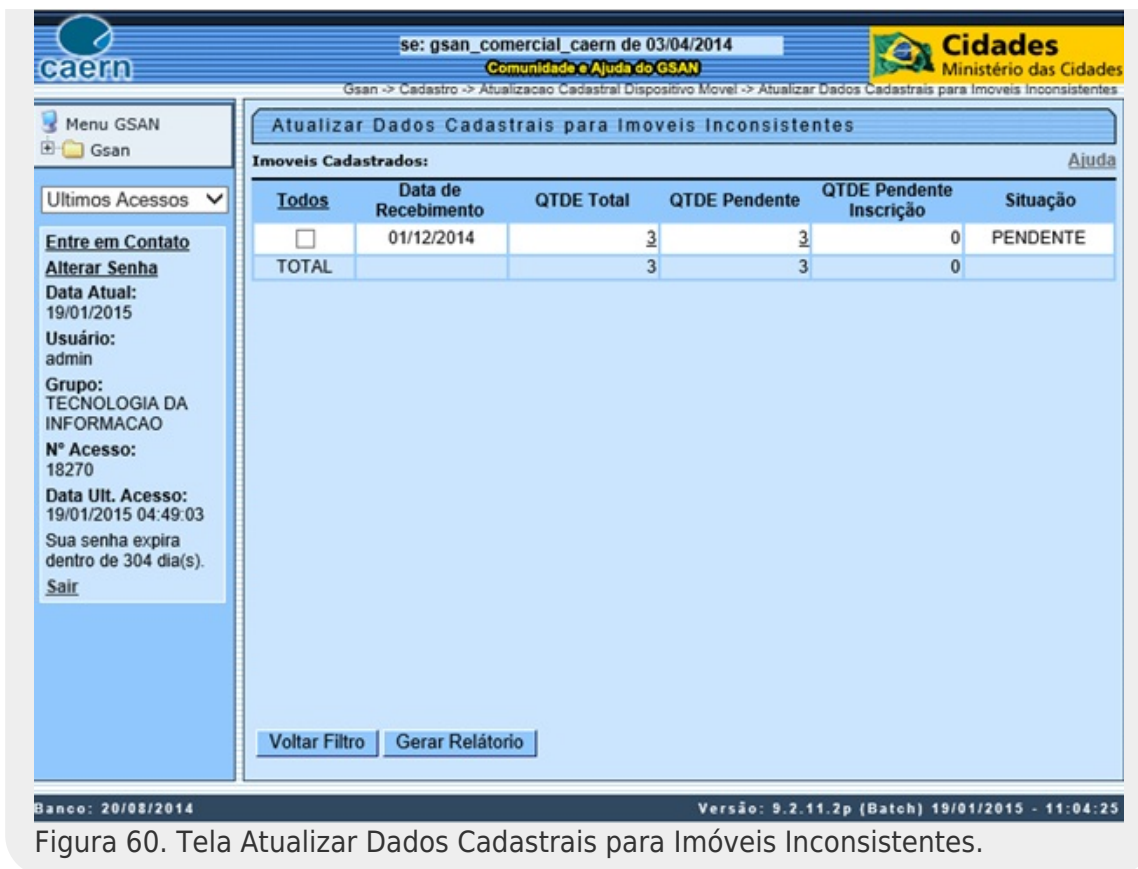 caern
se: gsan_comercial_caern de 03/04/2014
Comunidade e Ajuda do GSAN
Cidades
Ministério das Cidades
Gsan -> Cadastro -> Atualizacao Cadastral Dispositivo Movel -> Atualizar Dados Cadastrais para Imoveis Inconsistentes
Menu GSAN
Gsan
Ultimos Acessos
Entre em Contato
Alterar Senha
Data Atual:
19/01/2015
Usuário:
admin
Grupo:
TECNOLOGIA DA
INFORMACAO
Nº Acesso:
18270
Data Ult. Acesso:
19/01/2015 04:49:03
Sua senha expira
dentro de 304 dia(s).
Sair
Atualizar Dados Cadastrais para Imoveis Inconsistentes
Imoveis Cadastrados:
Ajuda
Todos Data de Recebimento QTDE Total QTDE Pendente QTDE Pendente Inscrição Situação
01/12/2014 3 3 0 PENDENTE
TOTAL 3 3 0
Voltar Filtro Gerar Relátorio
Banco: 20/08/2014 Versão: 9.2.11.2p (Batch) 19/01/2015 - 11:04:25
Figura 60. Tela Atualizar Dados Cadastrais para Imóveis Inconsistentes.